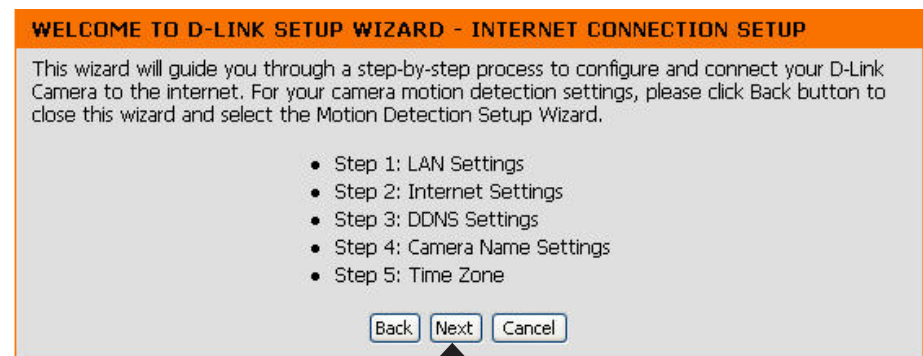 WELCOME TO D-LINK SETUP WIZARD - INTERNET CONNECTION SETUP
This wizard will guide you through a step-by-step process to configure and connect your D-Link
Camera to the internet. For your camera motion detection settings, please click Back button to
close this wizard and select the Motion Detection Setup Wizard.
• Step 1: LAN Settings
• Step 2: Internet Settings
• Step 3: DDNS Settings
• Step 4: Camera Name Settings
• Step 5: Time Zone
Back Next Cancel